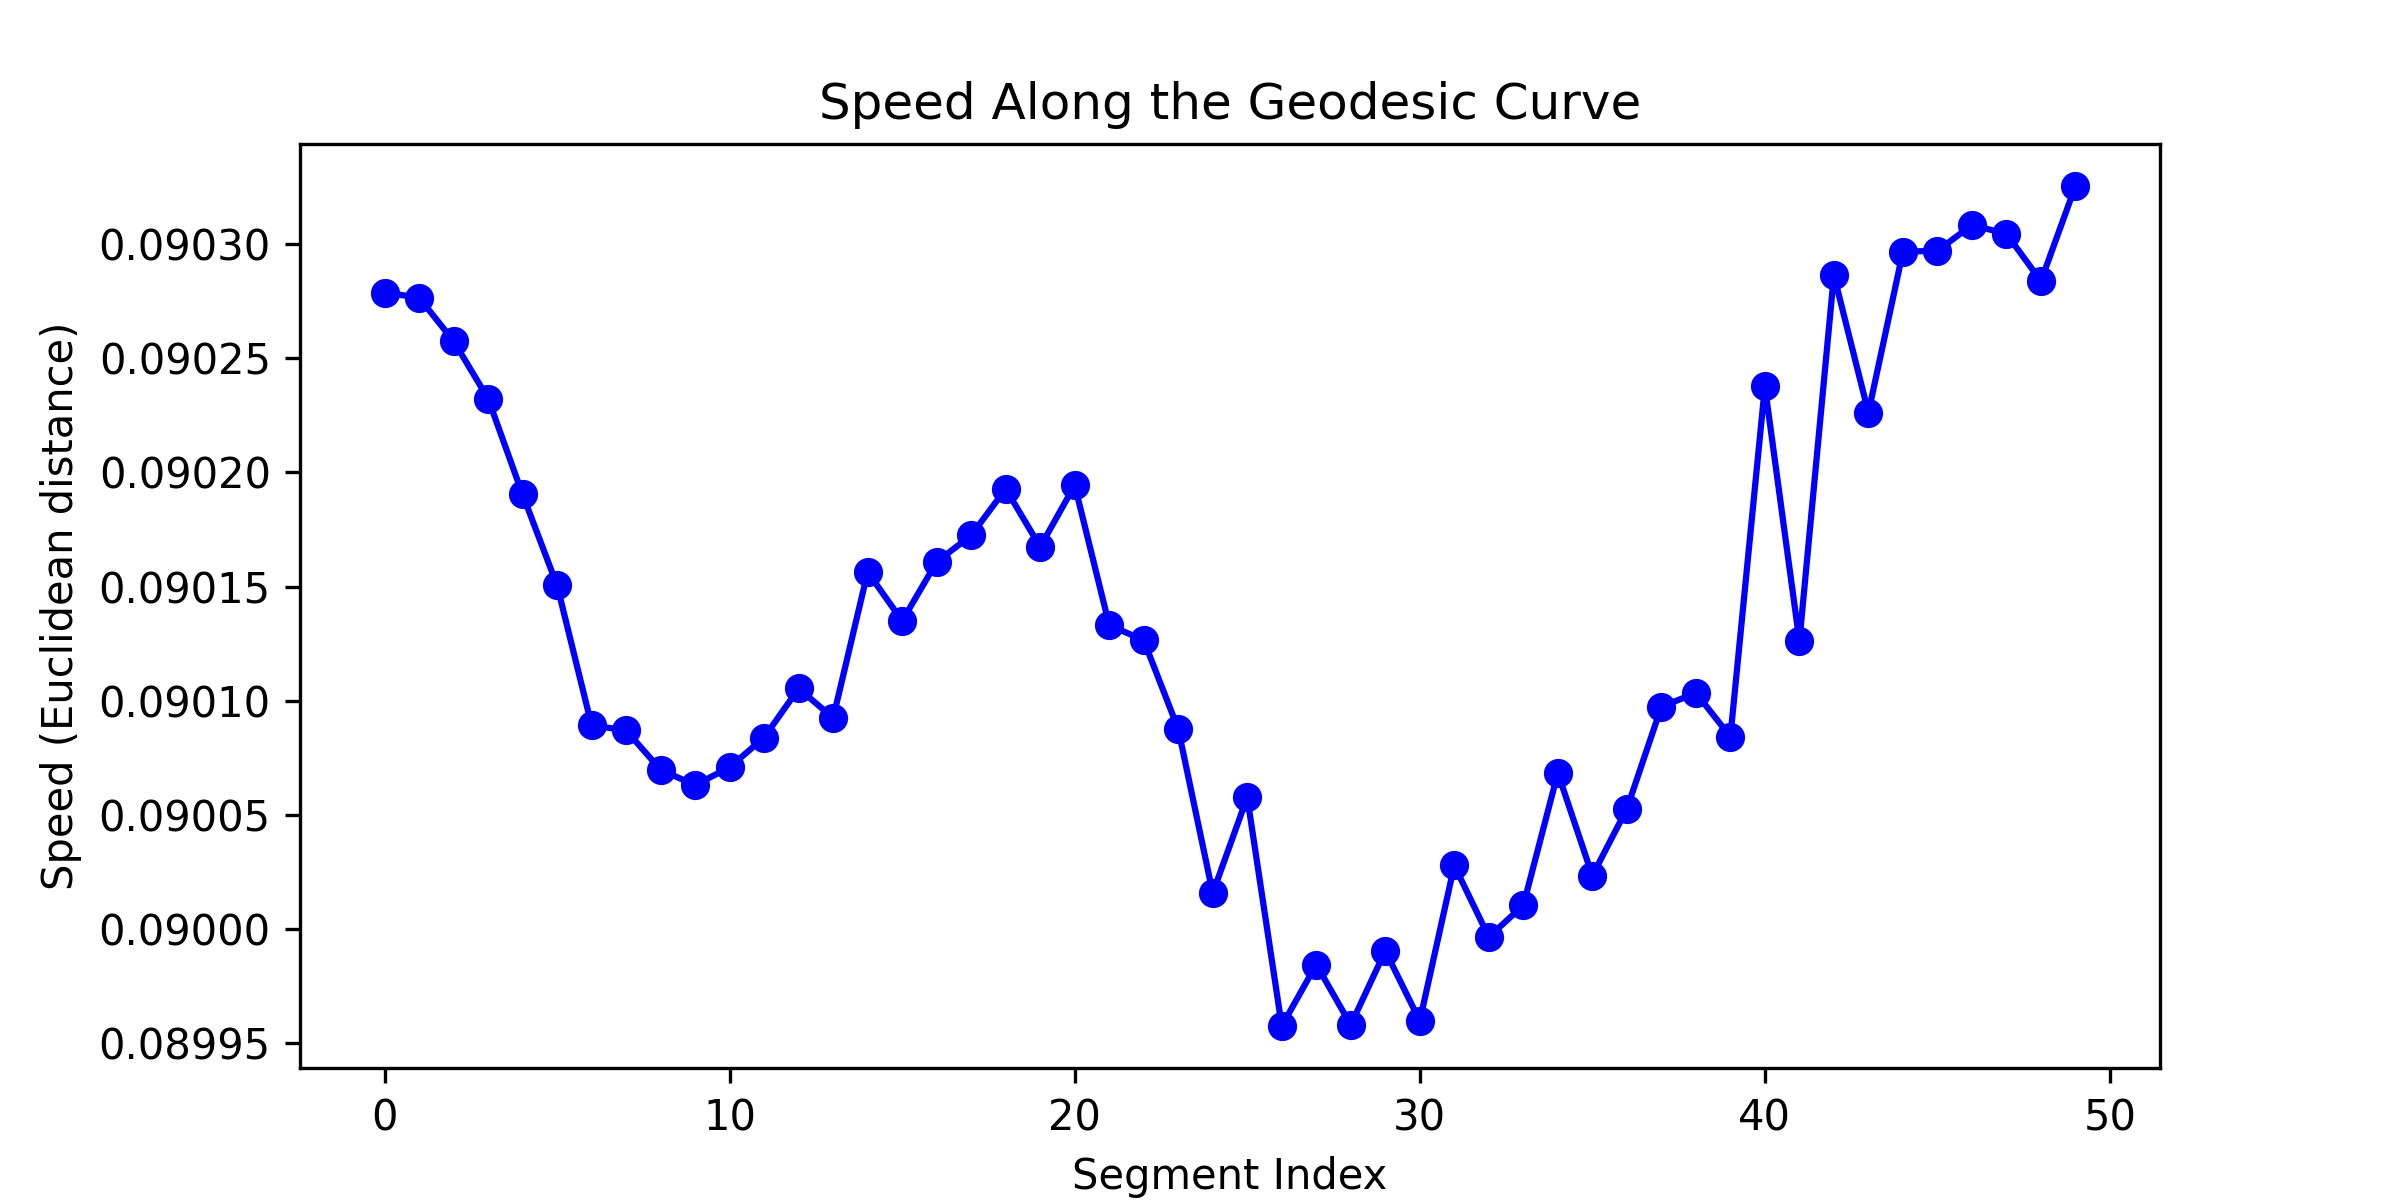 Speed Along the Geodesic Curve
Speed (Euclidean distance)
0.09030
0.09025
0.09020
0.09015
0.09010
0.09005
0.09000
0.08995
0 10 20 30 40 50
Segment Index